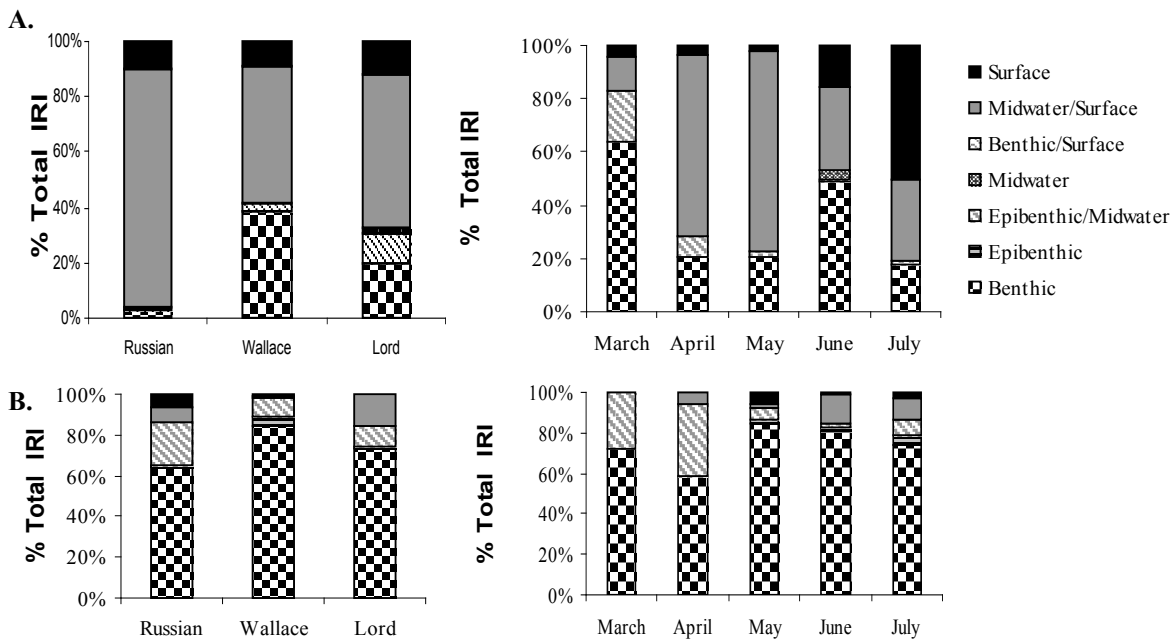 A.
% Total IRI
100%
80%
60%
40%
20%
0%
Russian Wallace Lord
% Total IRI
100%
80%
60%
40%
20%
0%
March April May June July
Surface
Midwater/Surface
Benthic/Surface
Midwater
Epibenthic/Midwater
Epibenthic
Benthic
B.
% Total IRI
100%
80%
60%
40%
20%
0%
Russian Wallace Lord
% Total IRI
100%
80%
60%
40%
20%
0%
March April May June July